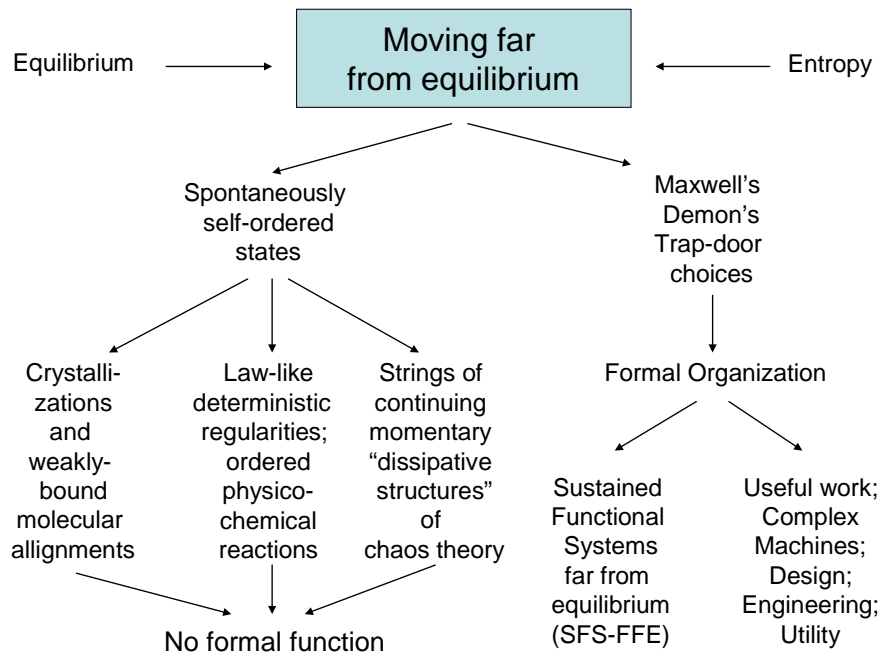 Moving far
from equilibrium
Equilibrium
Entropy
Spontaneously
self-ordered
states
Maxwell's
Demon's
Trap-door
choices
Crystalli-
zations
and
weakly-
bound
molecular
allignments
Law-like
deterministic
regularities;
ordered
physico-
chemical
reactions
Strings of
continuing
momentary
“dissipative
structures”
of
chaos theory
Formal Organization
Sustained
Functional
Systems
far from
equilibrium
(SFS-FFE)
Useful work;
Complex
Machines;
Design;
Engineering;
Utility
No formal function